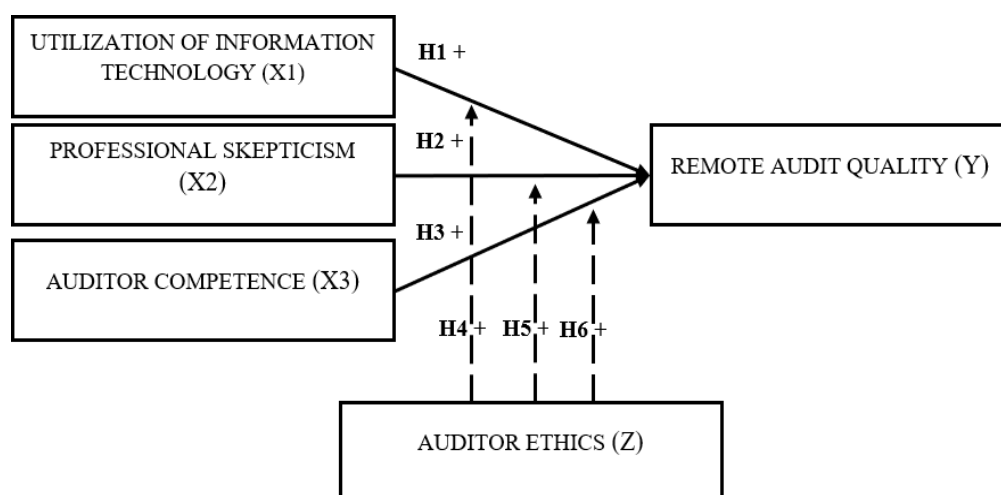 UTILIZATION OF INFORMATION
TECHNOLOGY (X1)
H1 +
PROFESSIONAL SKEPTICISM
(X2)
H2 +
REMOTE AUDIT QUALITY (Y)
AUDITOR COMPETENCE (X3)
H3 +
H4 + H5 + H6 +
AUDITOR ETHICS (Z)